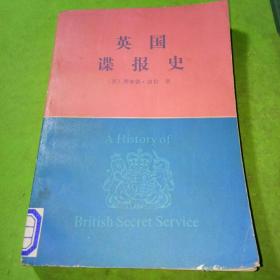 英国
谍报史
A History of
British Secret Service